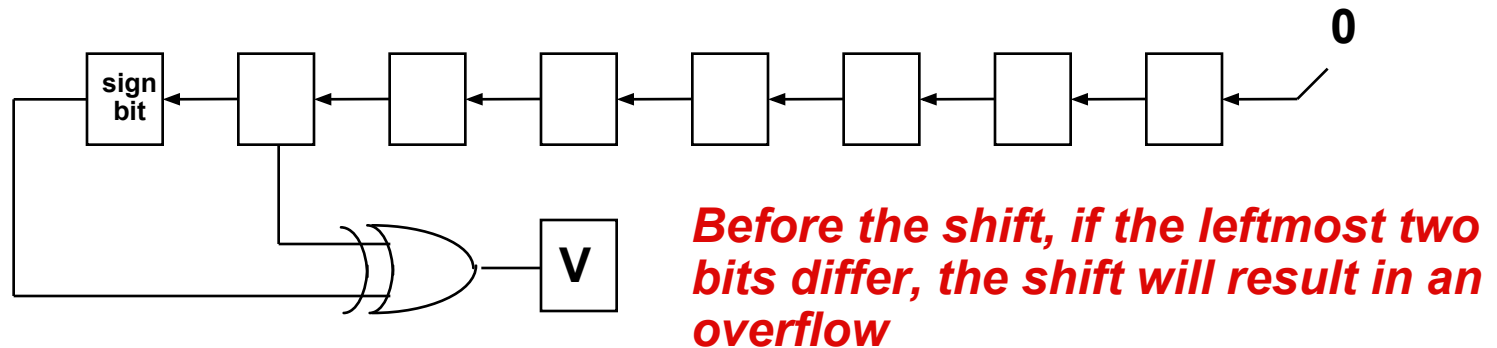 0
sign
bit
V
Before the shift, if the leftmost two
bits differ, the shift will result in an
overflow